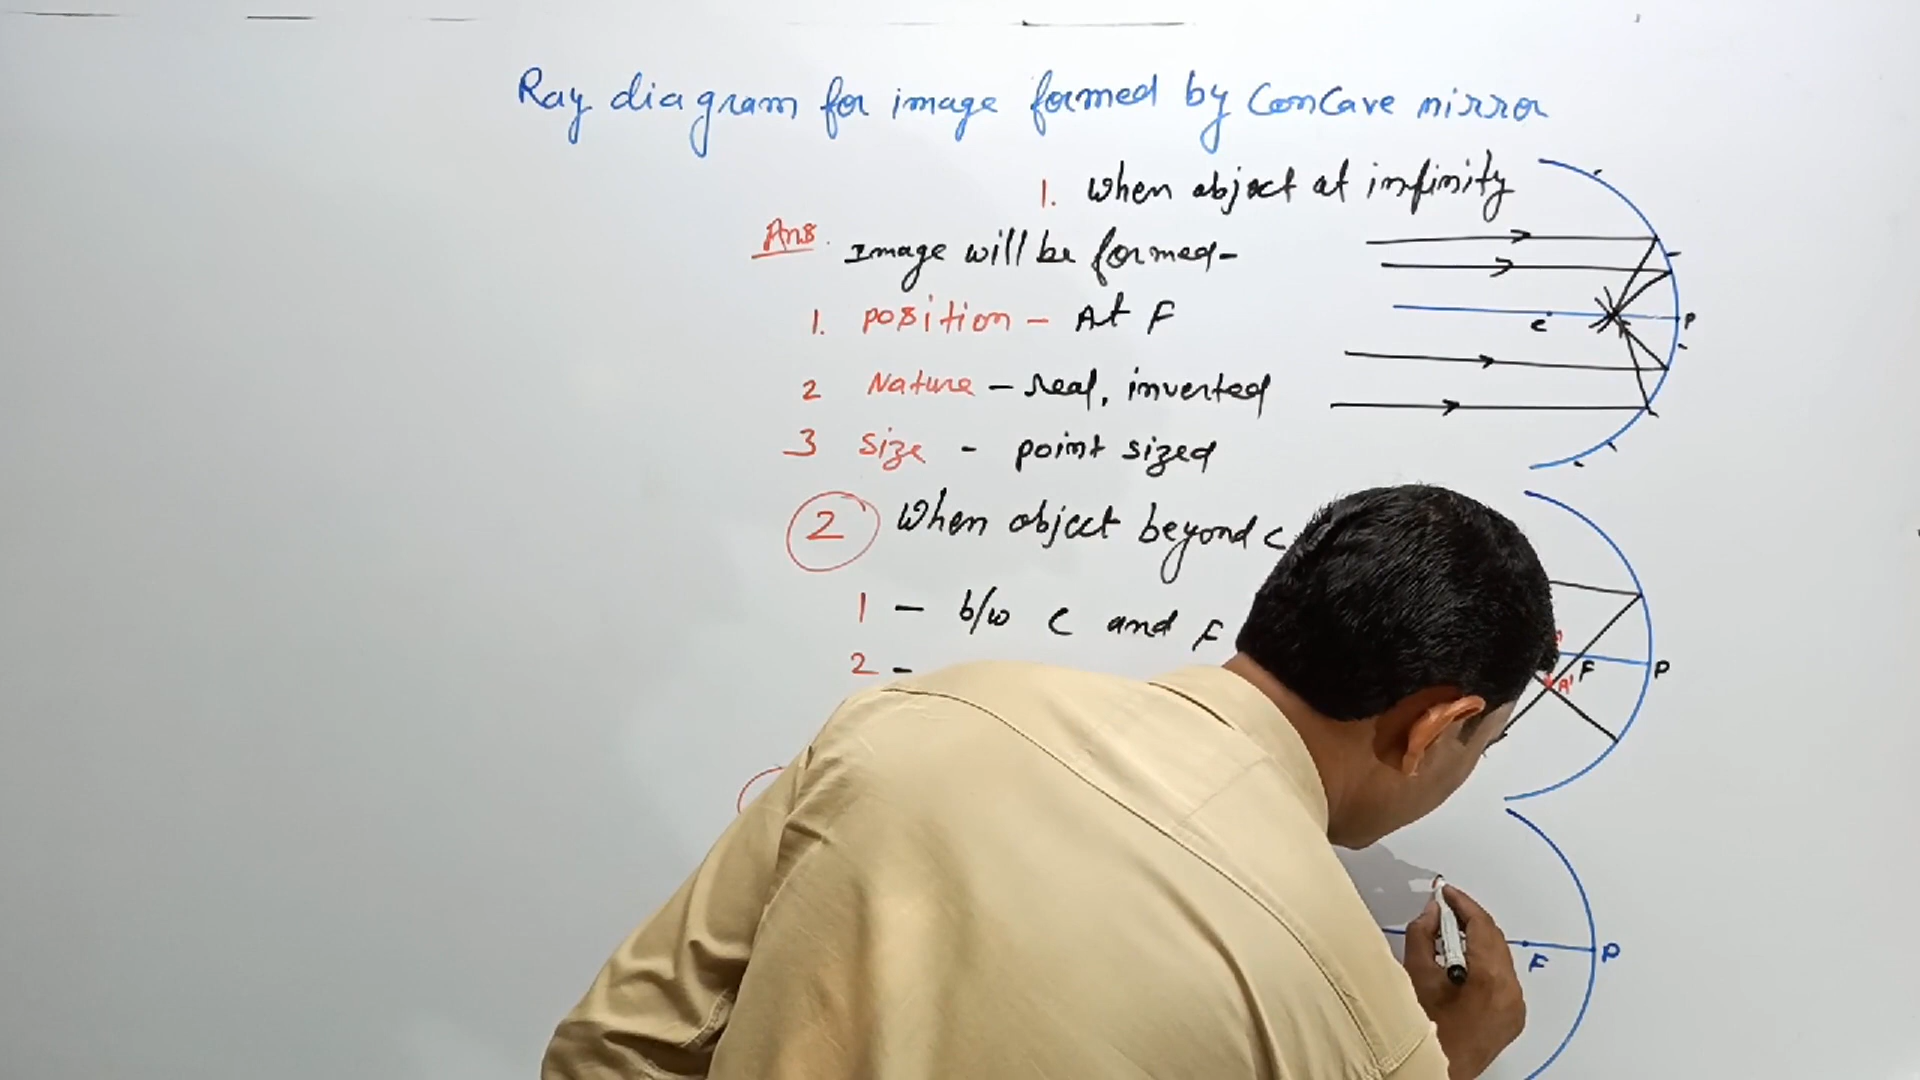 Ray diagram for image formed by Concave mirror
1. When object at infinity
Ans. Image will be formed-
1. Position - At F
2 Nature - real, inverted
3 Size - point sized
C P
2 When object beyond C
1 - b/w C and F
2 -
F P
A'
F P